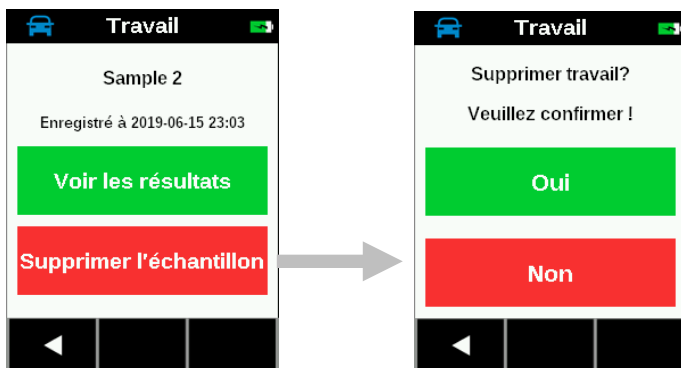 Travail
Sample 2
Enregistré à 2019-06-15 23:03
Voir les résultats
Supprimer l'échantillon
Travail
Supprimer travail?
Veuillez confirmer !
Oui
Non